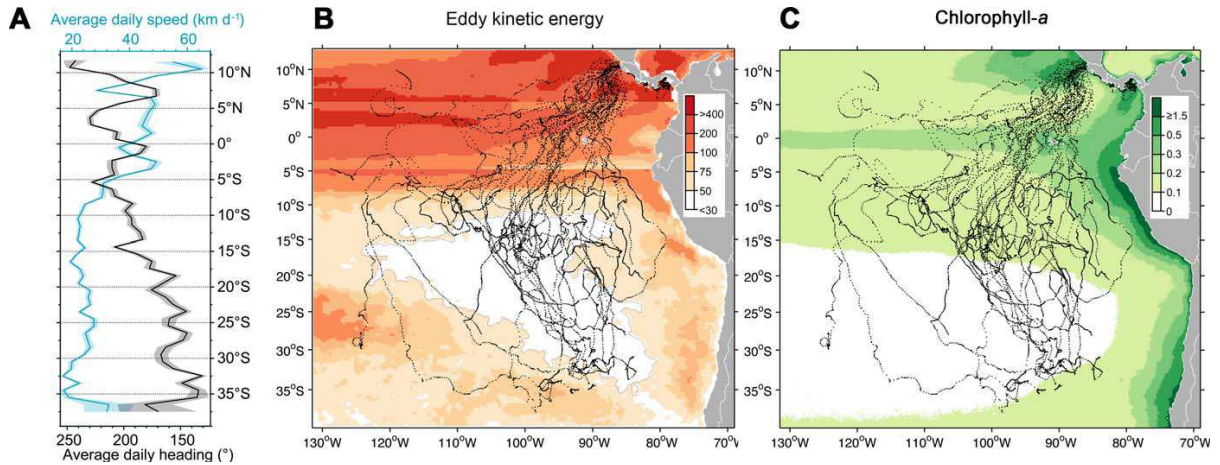 A
Average daily speed (km d⁻¹)
20 40 60
10°S
5°N
0°
5°S
10°S
15°S
20°S
25°S
30°S
35°S
250 200 150
Average daily heading (°)
B
Eddy kinetic energy
10°N
5°N
0°
5°S
10°S
15°S
20°S
25°S
30°S
35°S
>400
200
100
75
50
<30
130°W 120°W 110°W 100°W 90°W 80°W 70°W
C
Chlorophyll-a
10°N
5°N
0°
5°S
10°S
15°S
20°S
25°S
30°S
35°S
≥1.5
0.5
0.3
0.2
0.1
0
130°W 120°W 110°W 100°W 90°W 80°W 70°W